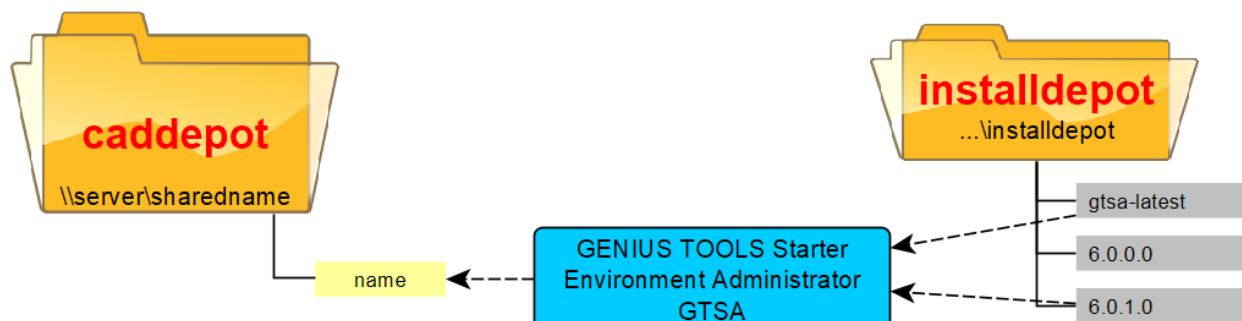 caddepot
\\server\sharedname
installdepot
...\installdepot
gtsa-latest
6.0.0.0
6.0.1.0
GENIUS TOOLS Starter
Environment Administrator
GTSA
name